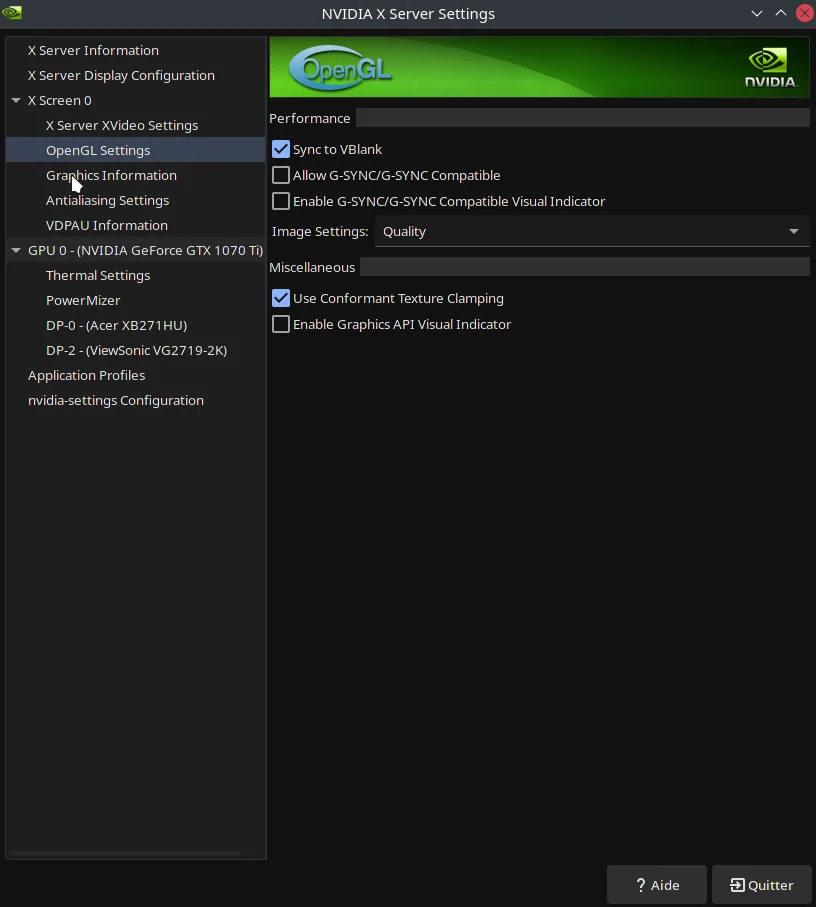 NVIDIA X Server Settings
X Server Information
X Server Display Configuration
X Screen 0
X Server XVideo Settings
OpenGL Settings
Graphics Information
Antialiasing Settings
VDPAU Information
GPU 0 - (NVIDIA GeForce GTX 1070 Ti)
Thermal Settings
PowerMizer
DP-0 - (Acer XB271HU)
DP-2 - (ViewSonic VG2719-2K)
Application Profiles
nvidia-settings Configuration
OpenGL
NVIDIA.
Performance
Sync to VBlank
Allow G-SYNC/G-SYNC Compatible
Enable G-SYNC/G-SYNC Compatible Visual Indicator
Image Settings: Quality
Miscellaneous
Use Conformant Texture Clamping
Enable Graphics API Visual Indicator
? Aide
Quitter